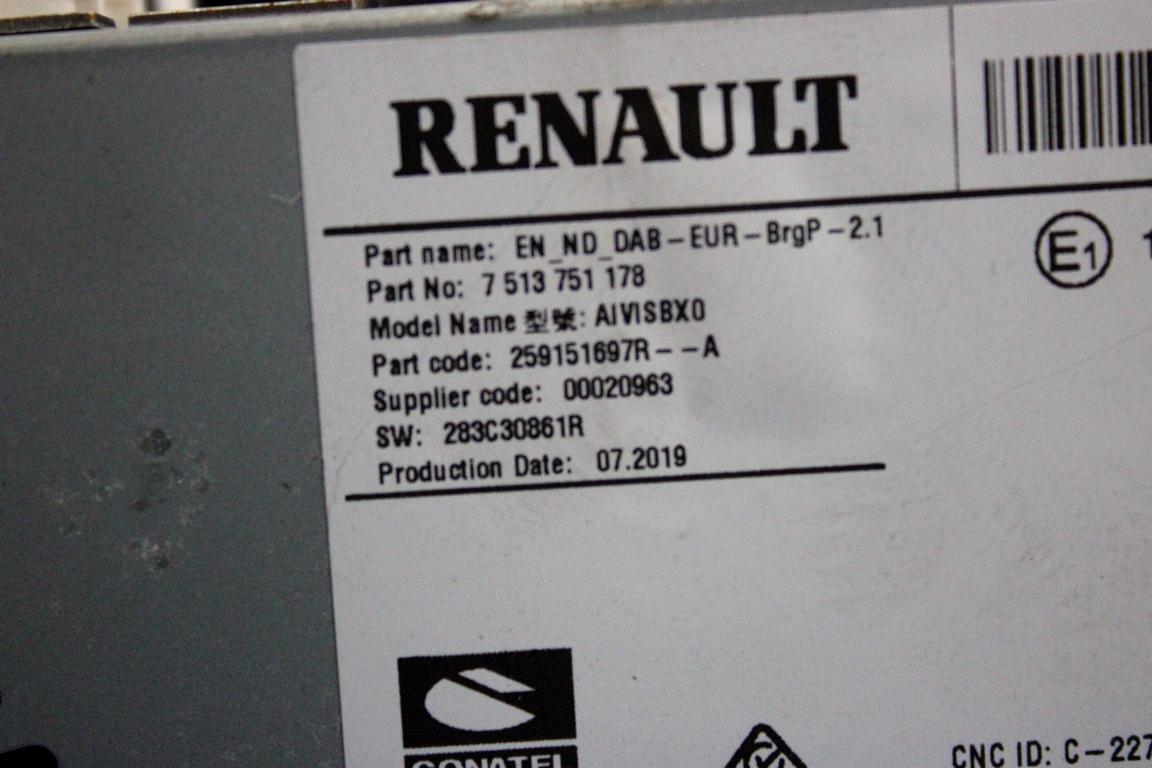 RENAULT
Part name: EN_ND_DAB-EUR-BrgP-2.1
E1
Part No: 7 513 751 178
Model Name 型號: AIVISBX0
Part code: 259151697R--A
Supplier code: 00020963
SW: 283C30861R
Production Date: 07.2019
CONATEL
CNC ID: C-227